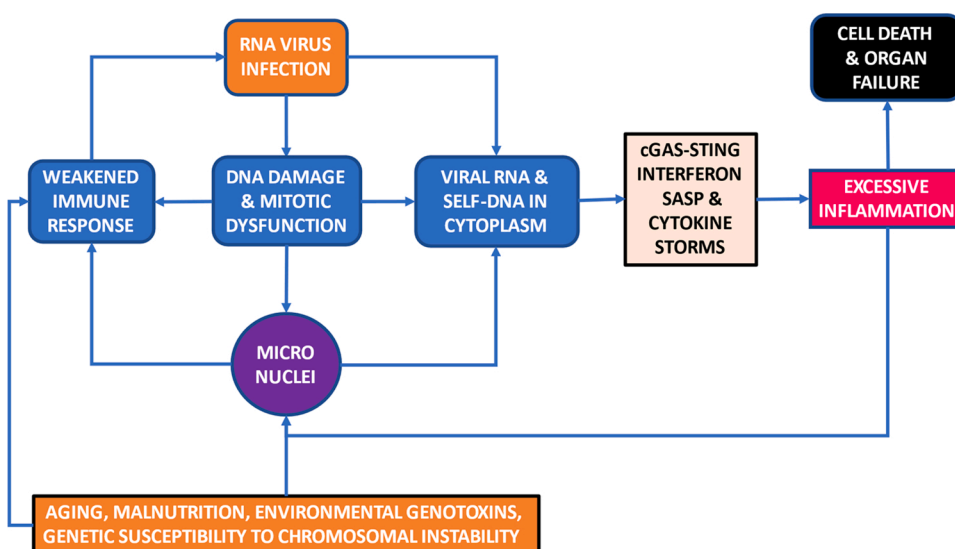 RNA VIRUS
INFECTION
CELL DEATH
& ORGAN
FAILURE
WEAKENED
IMMUNE
RESPONSE
DNA DAMAGE
& MITOTIC
DYSFUNCTION
VIRAL RNA &
SELF-DNA IN
CYTOPLASM
cGAS-STING
INTERFERON
SASP &
CYTOKINE
STORMS
EXCESSIVE
INFLAMMATION
MICRO
NUCLEI
AGING, MALNUTRITION, ENVIRONMENTAL GENOTOXINS,
GENETIC SUSCEPTIBILITY TO CHROMOSOMAL INSTABILITY